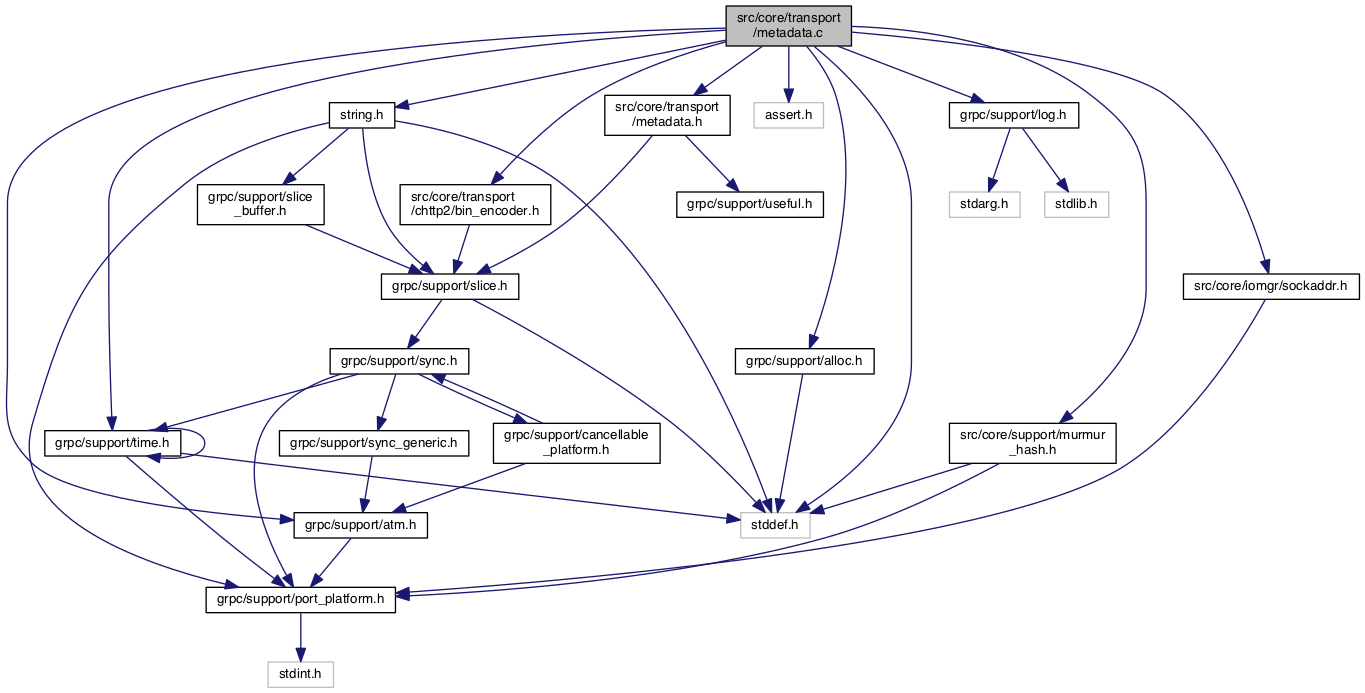 src/core/transport
/metadata.c
string.h
src/core/transport
/metadata.h
assert.h
grpc/support/log.h
grpc/support/slice
_buffer.h
src/core/transport
/chttp2/bin_encoder.h
grpc/support/useful.h
stdarg.h
stdlib.h
grpc/support/slice.h
src/core/iomgr/sockaddr.h
grpc/support/sync.h
grpc/support/alloc.h
grpc/support/time.h
grpc/support/sync_generic.h
grpc/support/cancellable
_platform.h
src/core/support/murmur
_hash.h
grpc/support/atm.h
stddef.h
grpc/support/port_platform.h
stdint.h